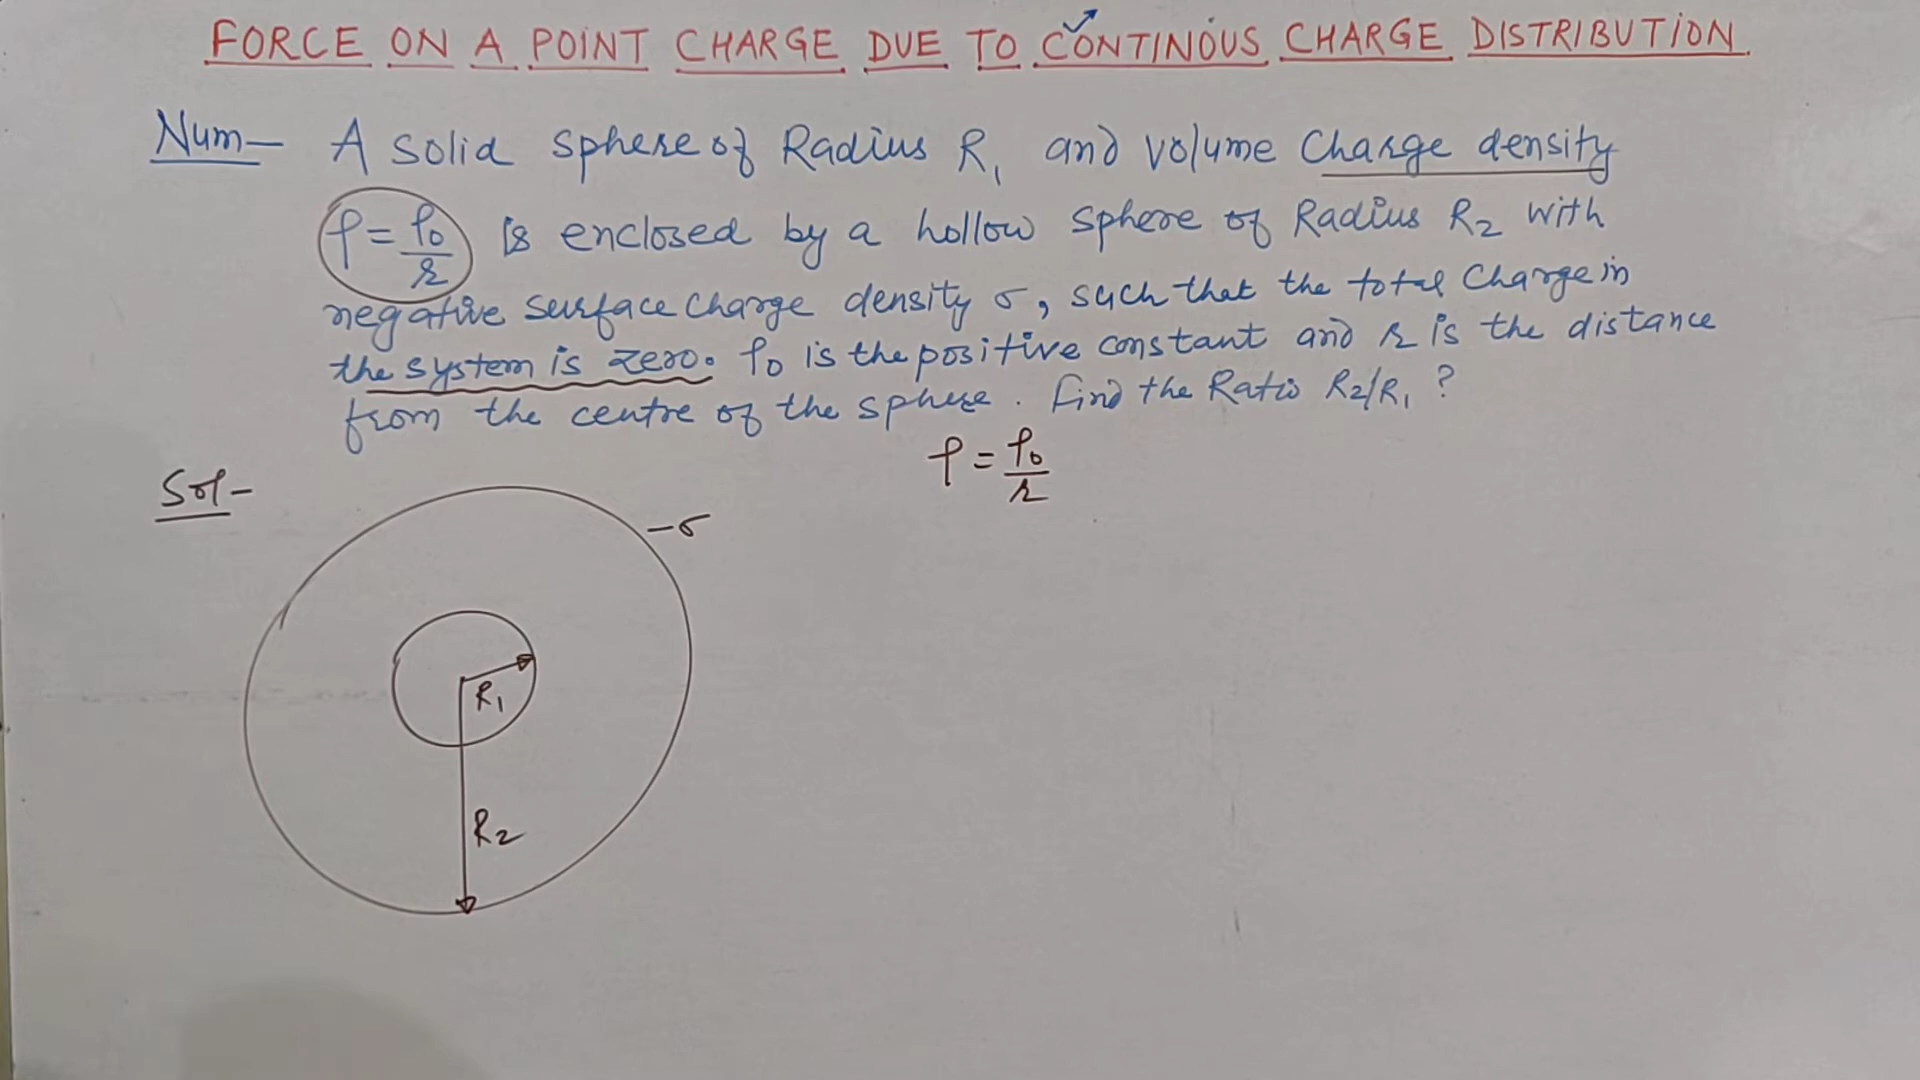 FORCE ON A POINT CHARGE DUE TO CONTINOUS CHARGE DISTRIBUTION
Num- A solid sphere of Radius R₁ and volume Charge density
ρ = ρ₀/r is enclosed by a hollow sphere of Radius R₂ with
negative surface charge density σ, such that the total Charge in
the system is zero. ρ₀ is the positive constant and r is the distance
from the centre of the sphere. Find the Ratio R₂/R₁ ?
ρ = ρ₀/r
Sol-
-σ
R₁
R₂